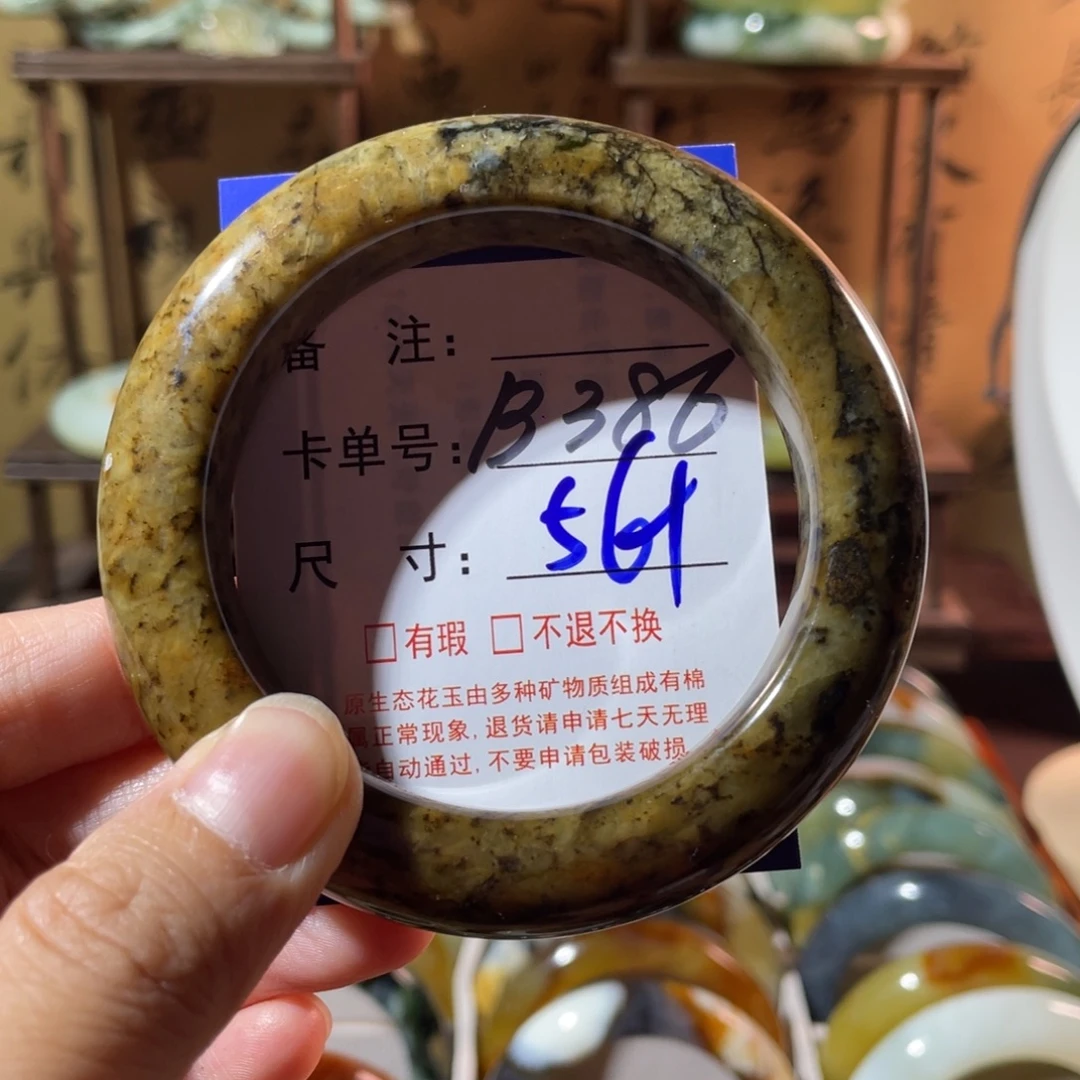 备 注：
卡单号：B386
尺 寸：561
□有瑕 □不退不换
原生态花玉由多种矿物质组成有棉
属正常现象，退货请申请七天无理
自动通过，不要申请包装破损